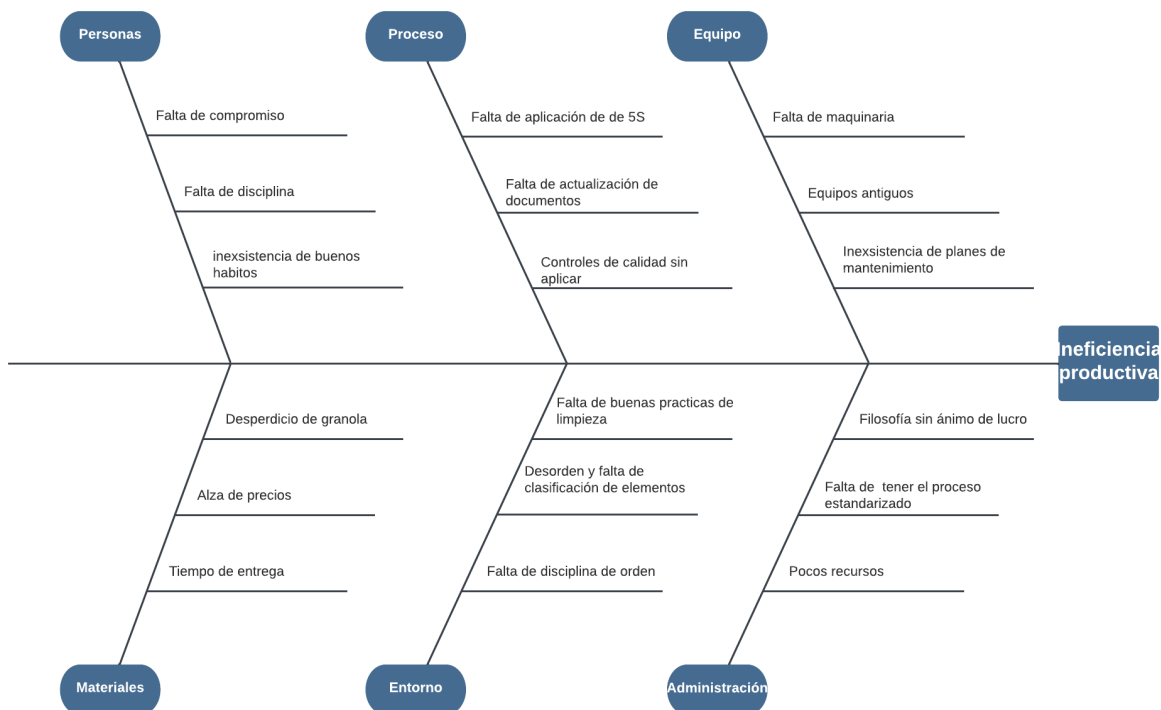 Personas
Proceso
Equipo
Falta de compromiso
Falta de disciplina
inexsistencia de buenos
habitos
Falta de aplicación de de 5S
Falta de actualización de
documentos
Controles de calidad sin
aplicar
Falta de maquinaria
Equipos antiguos
Inexsistencia de planes de
mantenimiento
Ineficiencia
productiva
Desperdicio de granola
Alza de precios
Tiempo de entrega
Falta de buenas practicas de
limpieza
Desorden y falta de
clasificación de elementos
Falta de disciplina de orden
Filosofía sin ánimo de lucro
Falta de  tener el proceso
estandarizado
Pocos recursos
Materiales
Entorno
Administración